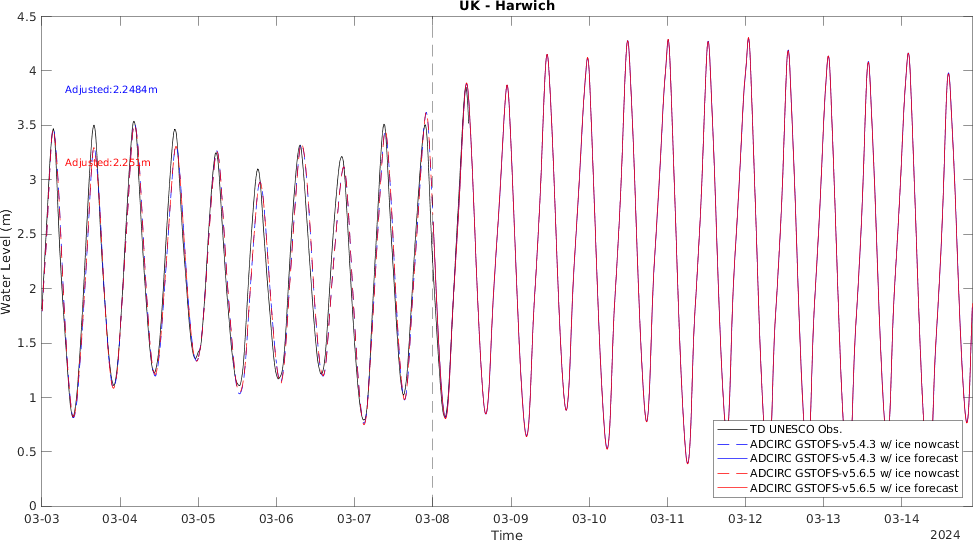 UK - Harwich
4.5
4
3.5
3
2.5
2
1.5
1
0.5
0
Water Level (m)
Adjusted:2.2484m
Adjusted:2.251m
TD UNESCO Obs.
ADCIRC GSTOFS-v5.4.3 w/ ice nowcast
ADCIRC GSTOFS-v5.4.3 w/ ice forecast
ADCIRC GSTOFS-v5.6.5 w/ ice nowcast
ADCIRC GSTOFS-v5.6.5 w/ ice forecast
03-03 03-04 03-05 03-06 03-07 03-08 03-09 03-10 03-11 03-12 03-13 03-14
Time
2024